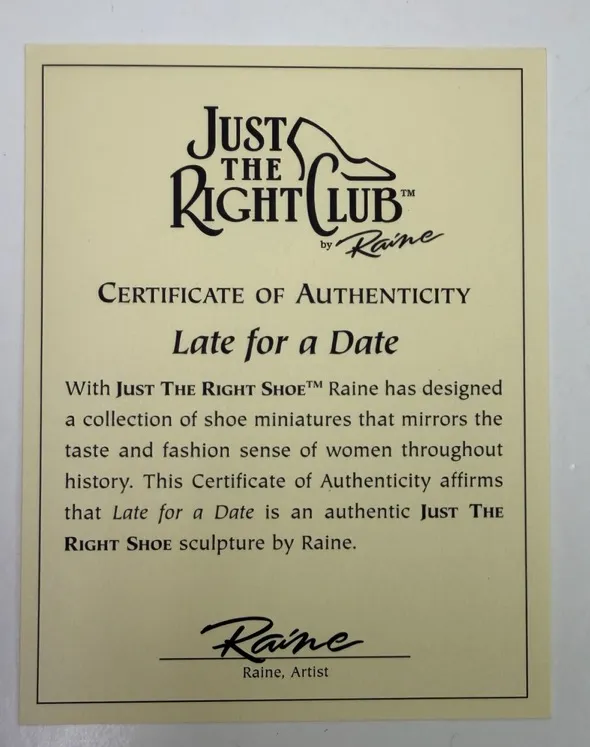 JUST
THE
RIGHT CLUB™
by Raine
CERTIFICATE OF AUTHENTICITY
Late for a Date
With JUST THE RIGHT SHOE™ Raine has designed
a collection of shoe miniatures that mirrors the
taste and fashion sense of women throughout
history. This Certificate of Authenticity affirms
that Late for a Date is an authentic JUST THE
RIGHT SHOE sculpture by Raine.
Raine
Raine, Artist